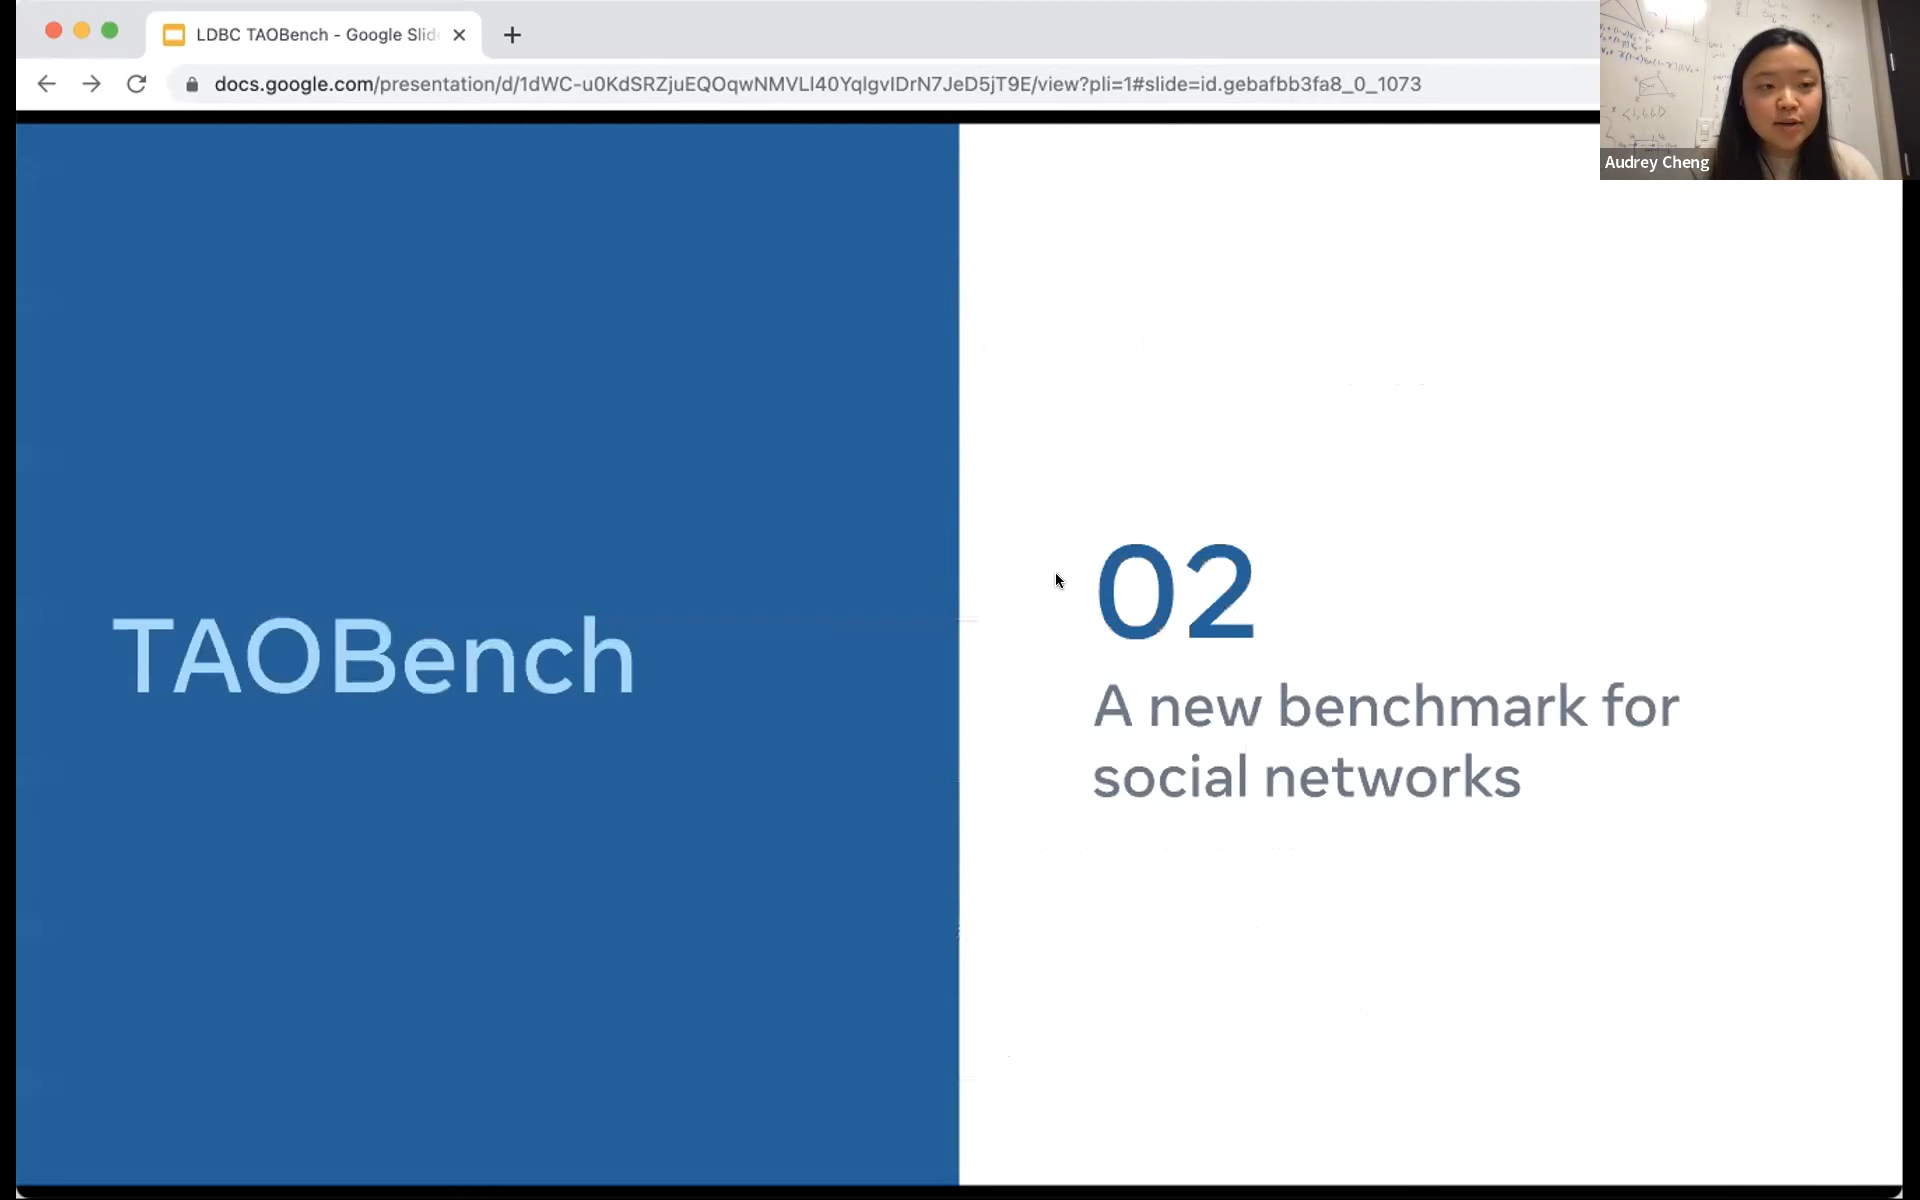 LDBC TAOBench - Google Slid
docs.google.com/presentation/d/1dWC-u0KdSRZjuEQOqwNMVLl40YqlgvIDrN7JeD5jT9E/view?pli=1#slide=id.gebafbb3fa8_0_1073
Audrey Cheng
TAOBench
02
A new benchmark for
social networks